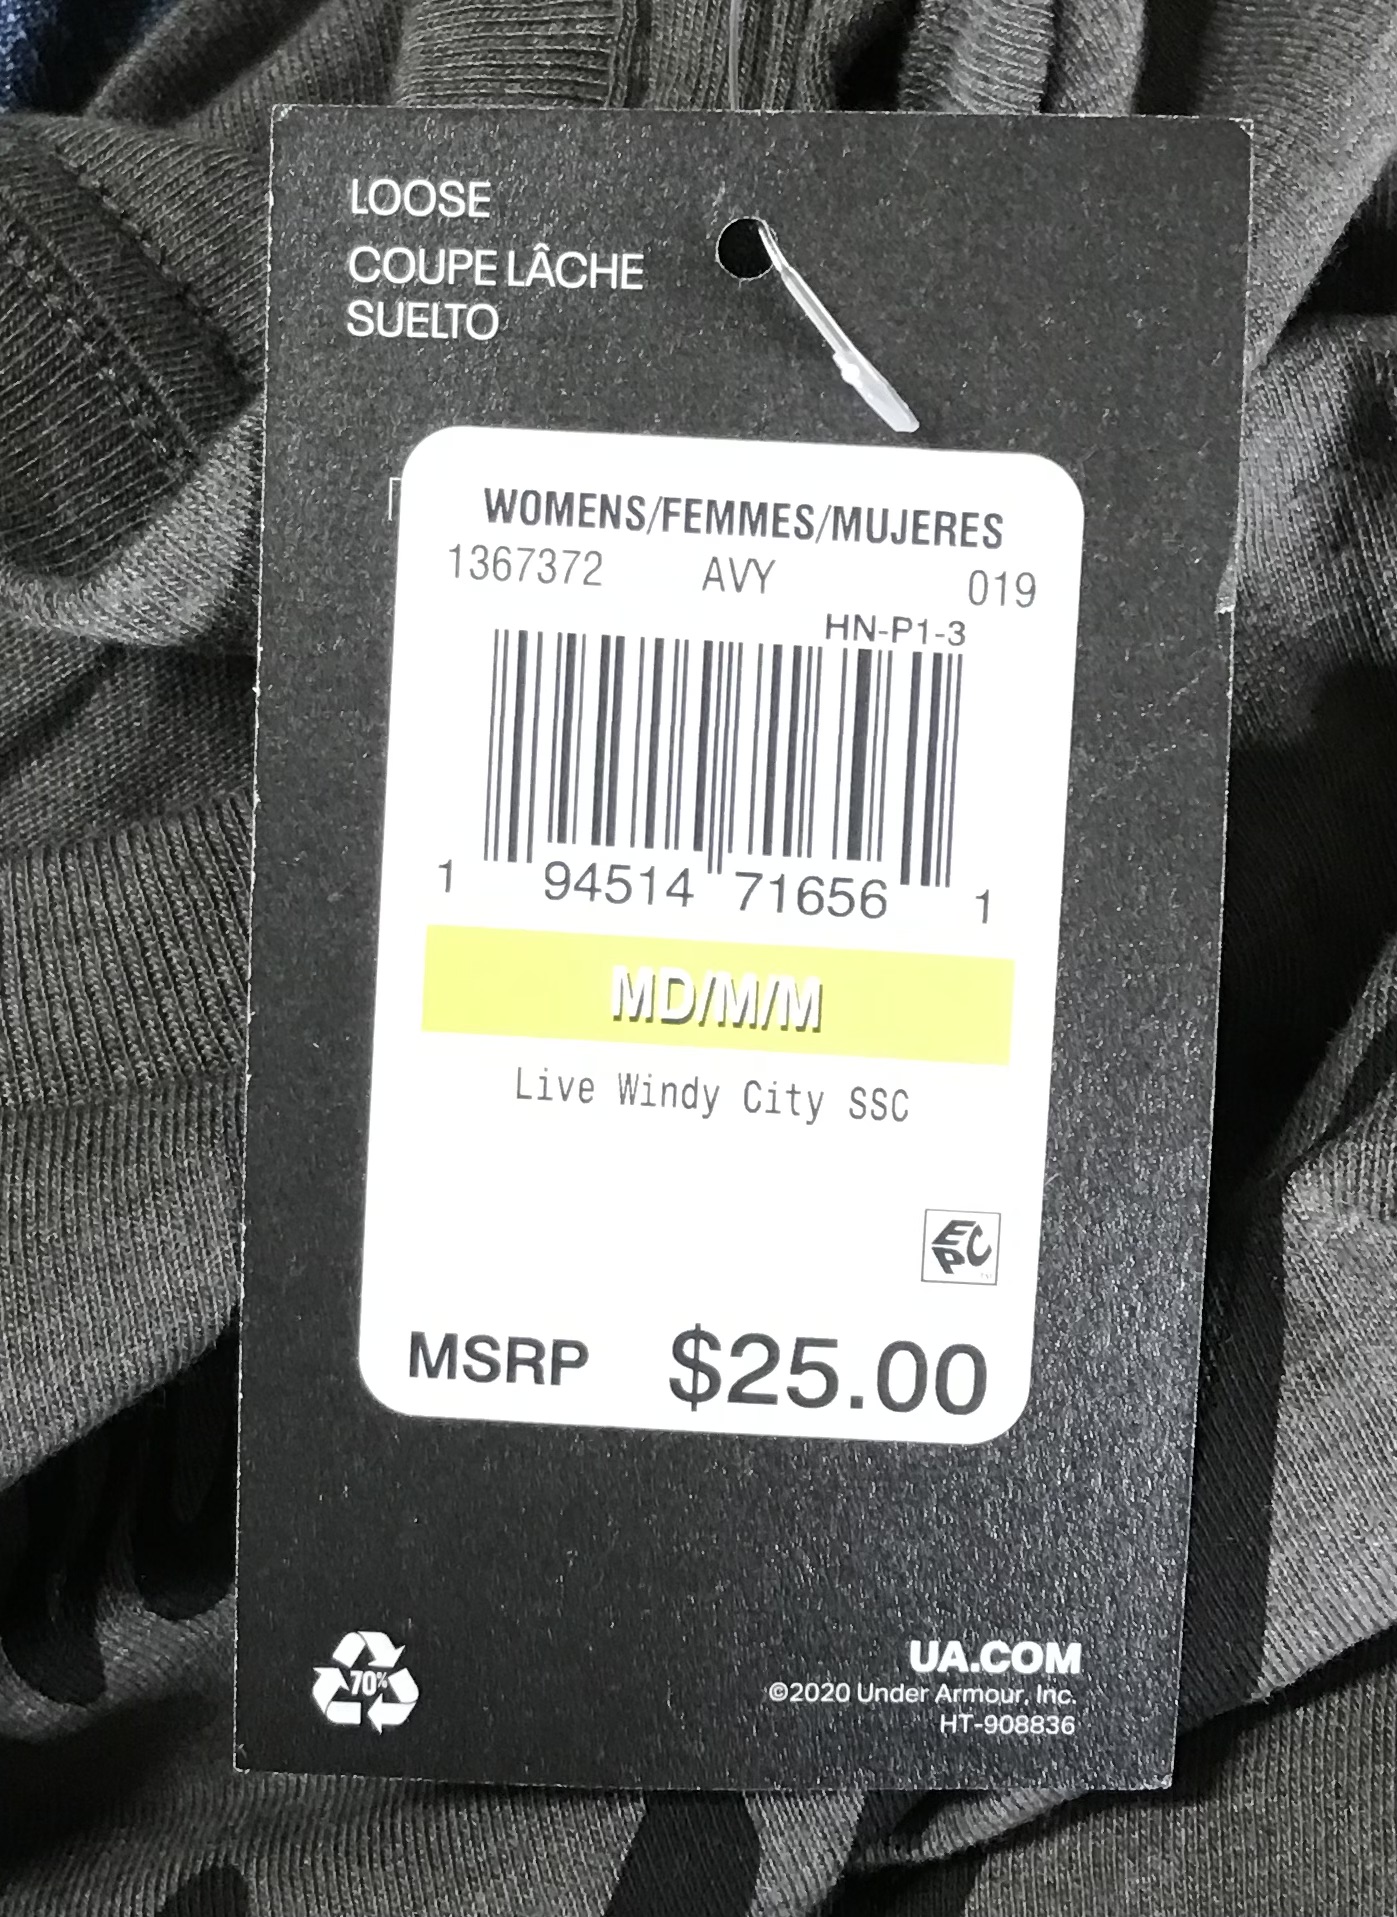 LOOSE
COUPE LÂCHE
SUELTO
WOMENS/FEMMES/MUJERES
1367372 AVY 019
HN-P1-3
1 94514 71656 1
MD/M/M
Live Windy City SSC
EPC
MSRP $25.00
70%
UA.COM
©2020 Under Armour, Inc.
HT-908836